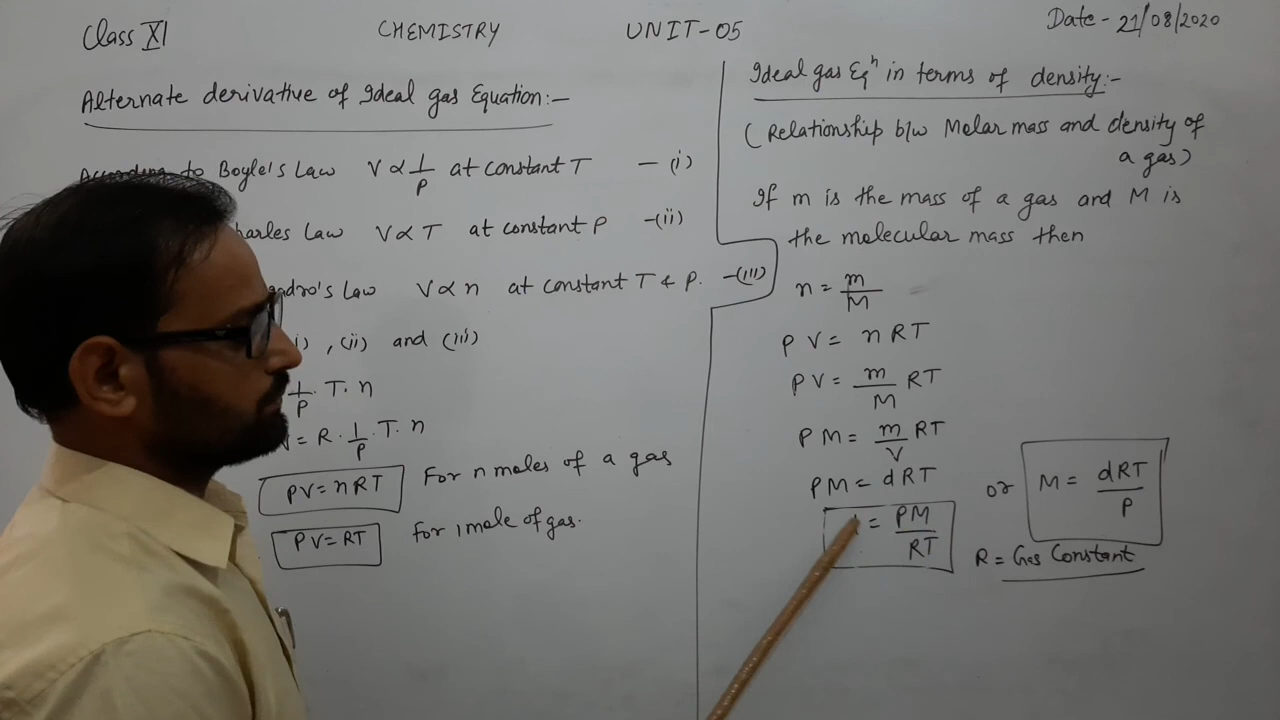 Class XI CHEMISTRY UNIT-05 Date - 21/08/2020
Alternate derivative of Ideal gas Equation:-
According to Boyle's Law V ∝ 1/P at constant T - (i)
harles Law V ∝ T at constant P -(ii)
adro's Law V ∝ n at constant T & P. -(iii)
i) , (ii) and (iii)
1/P · T · n
= R · 1/P · T · n
PV = nRT For n moles of a gas
PV = RT for 1 mole of gas.
Ideal gas Eqⁿ in terms of density:-
(Relationship b/w Molar mass and density of
a gas)
If m is the mass of a gas and M is
the molecular mass then
n = m/M
PV = nRT
PV = m/M RT
PM = m/V RT
PM = dRT
= PM/RT or M = dRT/P
R = Gas Constant